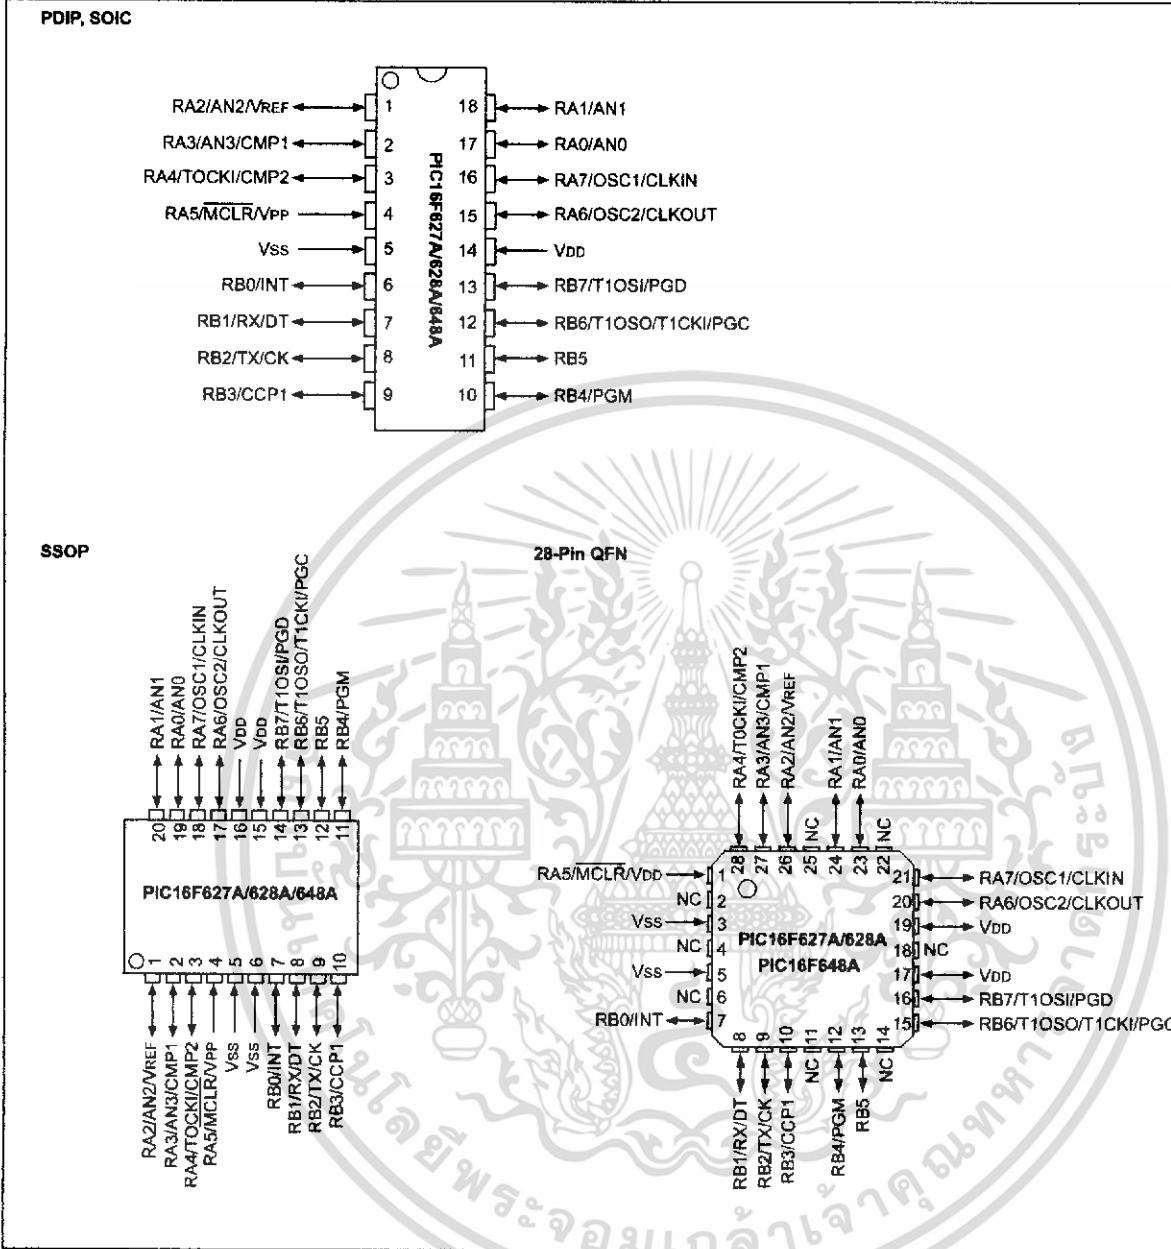 PDIP, SOIC
RA2/AN2/VREF 1
RA3/AN3/CMP1 2
RA4/TOCKI/CMP2 3
RA5/MCLR/VPP 4
VSS 5
RB0/INT 6
RB1/RX/DT 7
RB2/TX/CK 8
RB3/CCP1 9
PIC16F627A/628A/648A
18 RA1/AN1
17 RA0/AN0
16 RA7/OSC1/CLKIN
15 RA6/OSC2/CLKOUT
14 VDD
13 RB7/T1OSI/PGD
12 RB6/T1OSO/T1CKI/PGC
11 RB5
10 RB4/PGM
SSOP
RA1/AN1 20
RA0/AN0 19
RA7/OSC1/CLKIN 18
RA6/OSC2/CLKOUT 17
VDD 16
VDD 15
RB7/T1OSI/PGD 14
RB6/T1OSO/T1CKI/PGC 13
RB5 12
RB4/PGM 11
PIC16F627A/628A/648A
1 RA2/AN2/VREF
2 RA3/AN3/CMP1
3 RA4/TOCKI/CMP2
4 RA5/MCLR/VPP
5 VSS
6 VSS
7 RB0/INT
8 RB1/RX/DT
9 RB2/TX/CK
10 RB3/CCP1
28-Pin QFN
RA4/T0CKI/CMP2 28
RA3/AN3/CMP1 27
RA2/AN2/VREF 26
NC 25
RA1/AN1 24
RA0/AN0 23
NC 22
RA5/MCLR/VDD 1
NC 2
VSS 3
NC 4
VSS 5
NC 6
RB0/INT 7
PIC16F627A/628A
PIC16F648A
21 RA7/OSC1/CLKIN
20 RA6/OSC2/CLKOUT
19 VDD
18 NC
17 VDD
16 RB7/T1OSI/PGD
15 RB6/T1OSO/T1CKI/PGC
8 RB1/RX/DT
9 RB2/TX/CK
10 RB3/CCP1
11 NC
12 RB4/PGM
13 RB5
14 NC